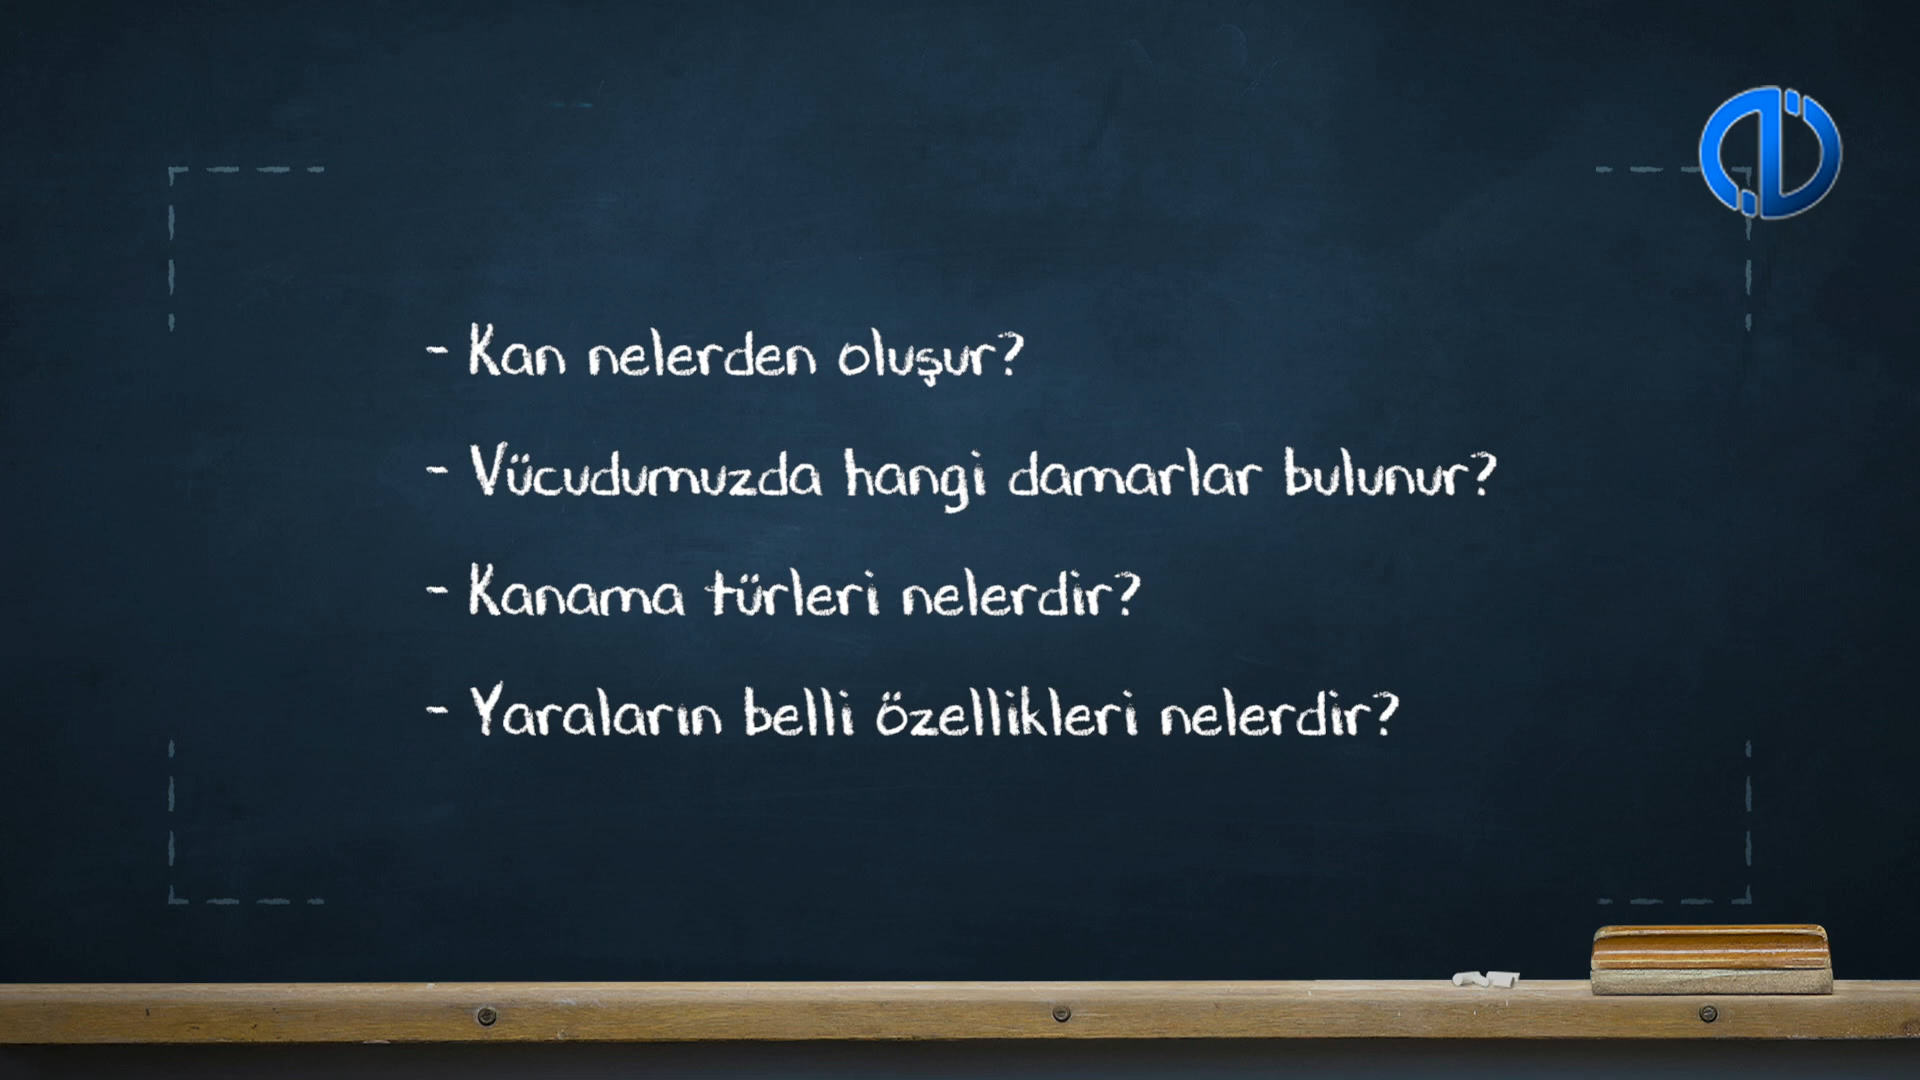 - Kan nelerden oluşur?
- Vücudumuzda hangi damarlar bulunur?
- Kanama türleri nelerdir?
- Yaraların belli özellikleri nelerdir?